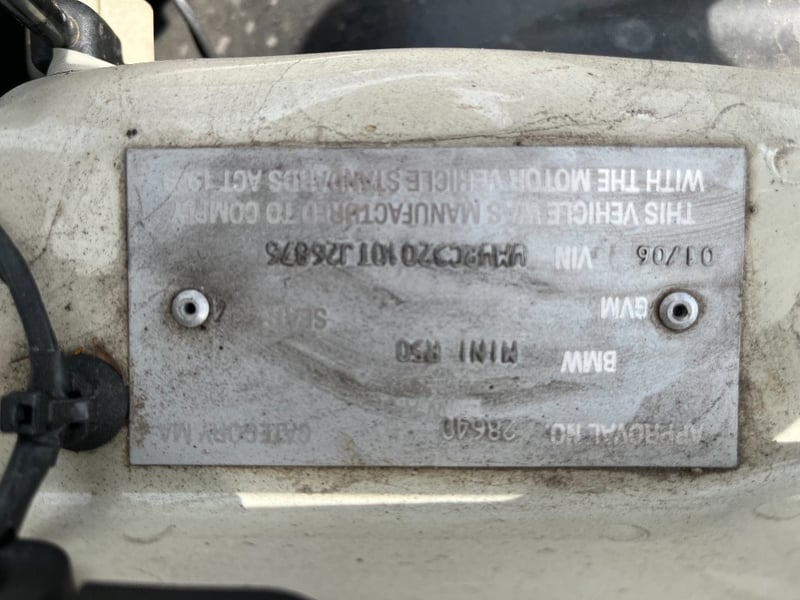 APPROVAL NO. 28640 CATEGORY MA
BMW MINI R50
GVM 4
01/06 VIN WMWRC32010TJ26875
THIS VEHICLE WAS MANUFACTURED TO COMPLY
WITH THE MOTOR VEHICLE STANDARDS ACT